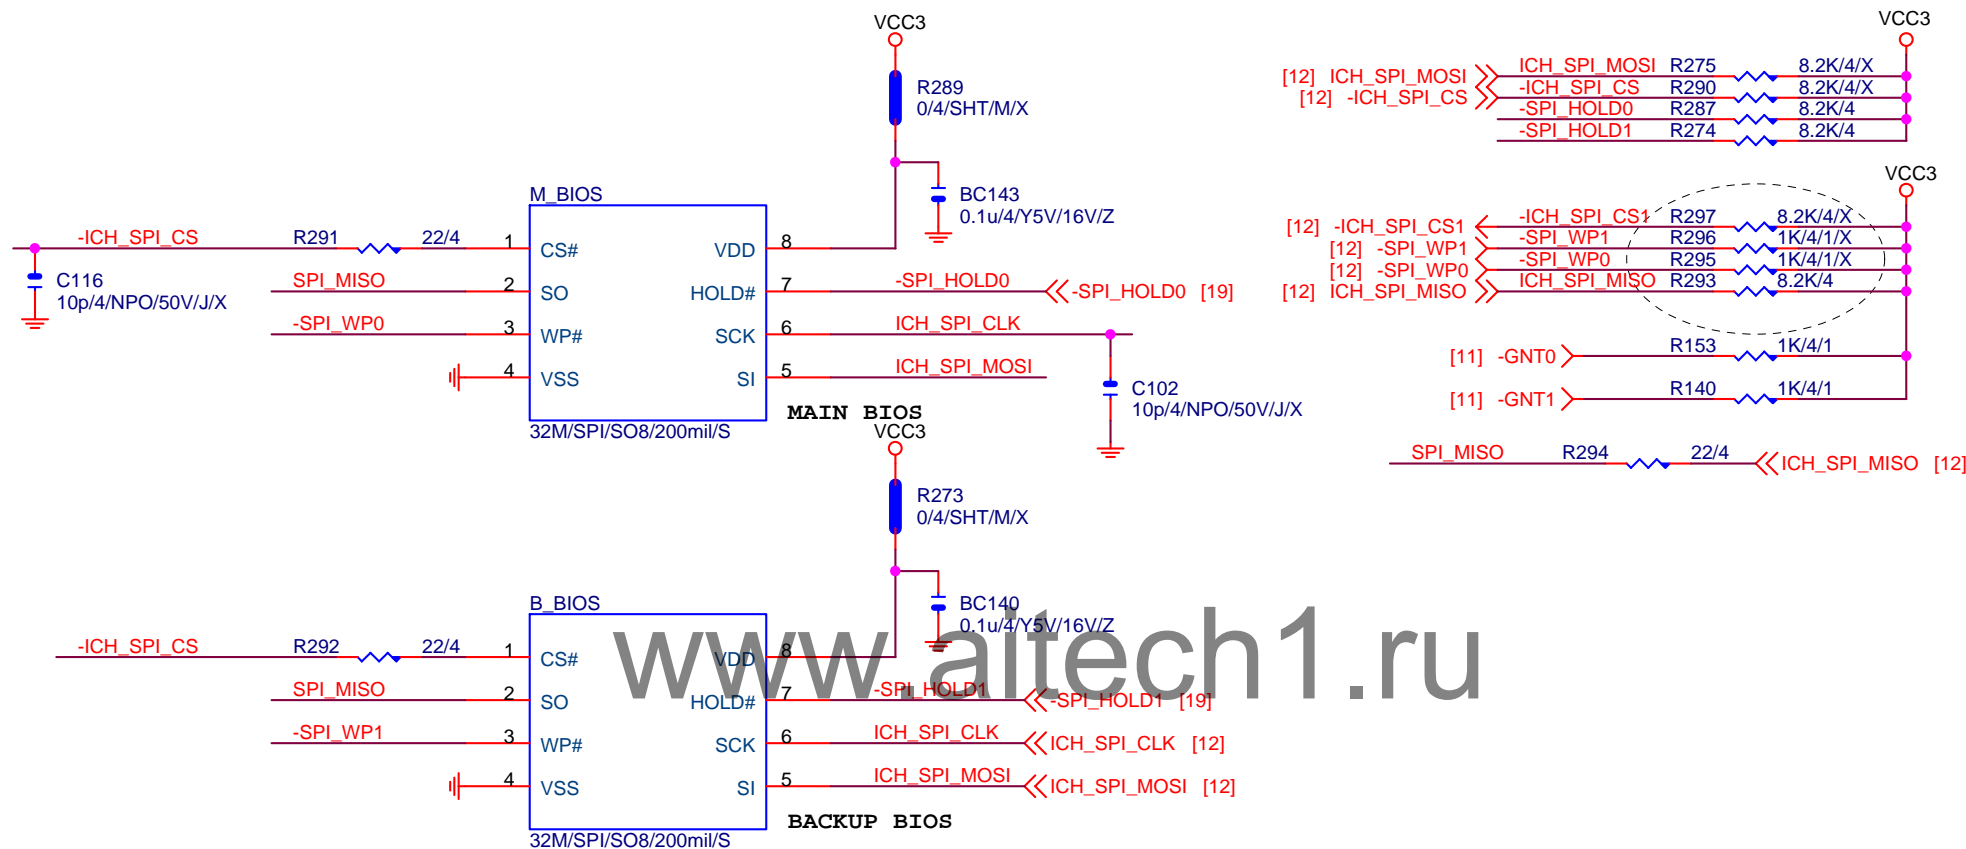 VCC3
R289
0/4/SHT/M/X
M_BIOS
BC143
0.1u/4/Y5V/16V/Z
-ICH_SPI_CS R291 22/4 1 CS# VDD 8
C116
10p/4/NPO/50V/J/X
SPI_MISO 2 SO HOLD# 7 -SPI_HOLD0 -SPI_HOLD0 [19]
-SPI_WP0 3 WP# SCK 6 ICH_SPI_CLK
4 VSS SI 5 ICH_SPI_MOSI
C102
10p/4/NPO/50V/J/X
MAIN BIOS
32M/SPI/SO8/200mil/S
VCC3
R273
0/4/SHT/M/X
B_BIOS
BC140
0.1u/4/Y5V/16V/Z
-ICH_SPI_CS R292 22/4 1 CS# VDD 8
SPI_MISO 2 SO HOLD# 7 -SPI_HOLD1 -SPI_HOLD1 [19]
-SPI_WP1 3 WP# SCK 6 ICH_SPI_CLK ICH_SPI_CLK [12]
4 VSS SI 5 ICH_SPI_MOSI ICH_SPI_MOSI [12]
BACKUP BIOS
32M/SPI/SO8/200mil/S
VCC3
[12] ICH_SPI_MOSI ICH_SPI_MOSI R275 8.2K/4/X
[12] -ICH_SPI_CS -ICH_SPI_CS R290 8.2K/4/X
-SPI_HOLD0 R287 8.2K/4
-SPI_HOLD1 R274 8.2K/4
VCC3
[12] -ICH_SPI_CS1 -ICH_SPI_CS1 R297 8.2K/4/X
[12] -SPI_WP1 -SPI_WP1 R296 1K/4/1/X
[12] -SPI_WP0 -SPI_WP0 R295 1K/4/1/X
[12] ICH_SPI_MISO ICH_SPI_MISO R293 8.2K/4
[11] -GNT0 R153 1K/4/1
[11] -GNT1 R140 1K/4/1
SPI_MISO R294 22/4 ICH_SPI_MISO [12]
www.aitech1.ru